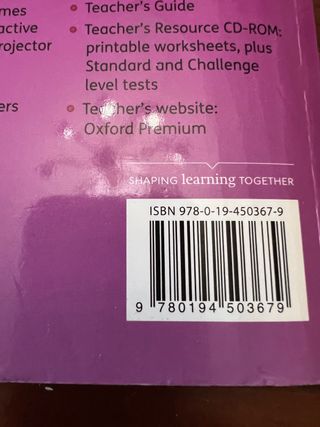 mes
active
rojector
ers
• Teacher's Guide
• Teacher's Resource CD-ROM:
printable worksheets, plus
Standard and Challenge
level tests
• Teacher's website:
Oxford Premium
SHAPING learning TOGETHER
ISBN 978-0-19-450367-9
9 780194 503679